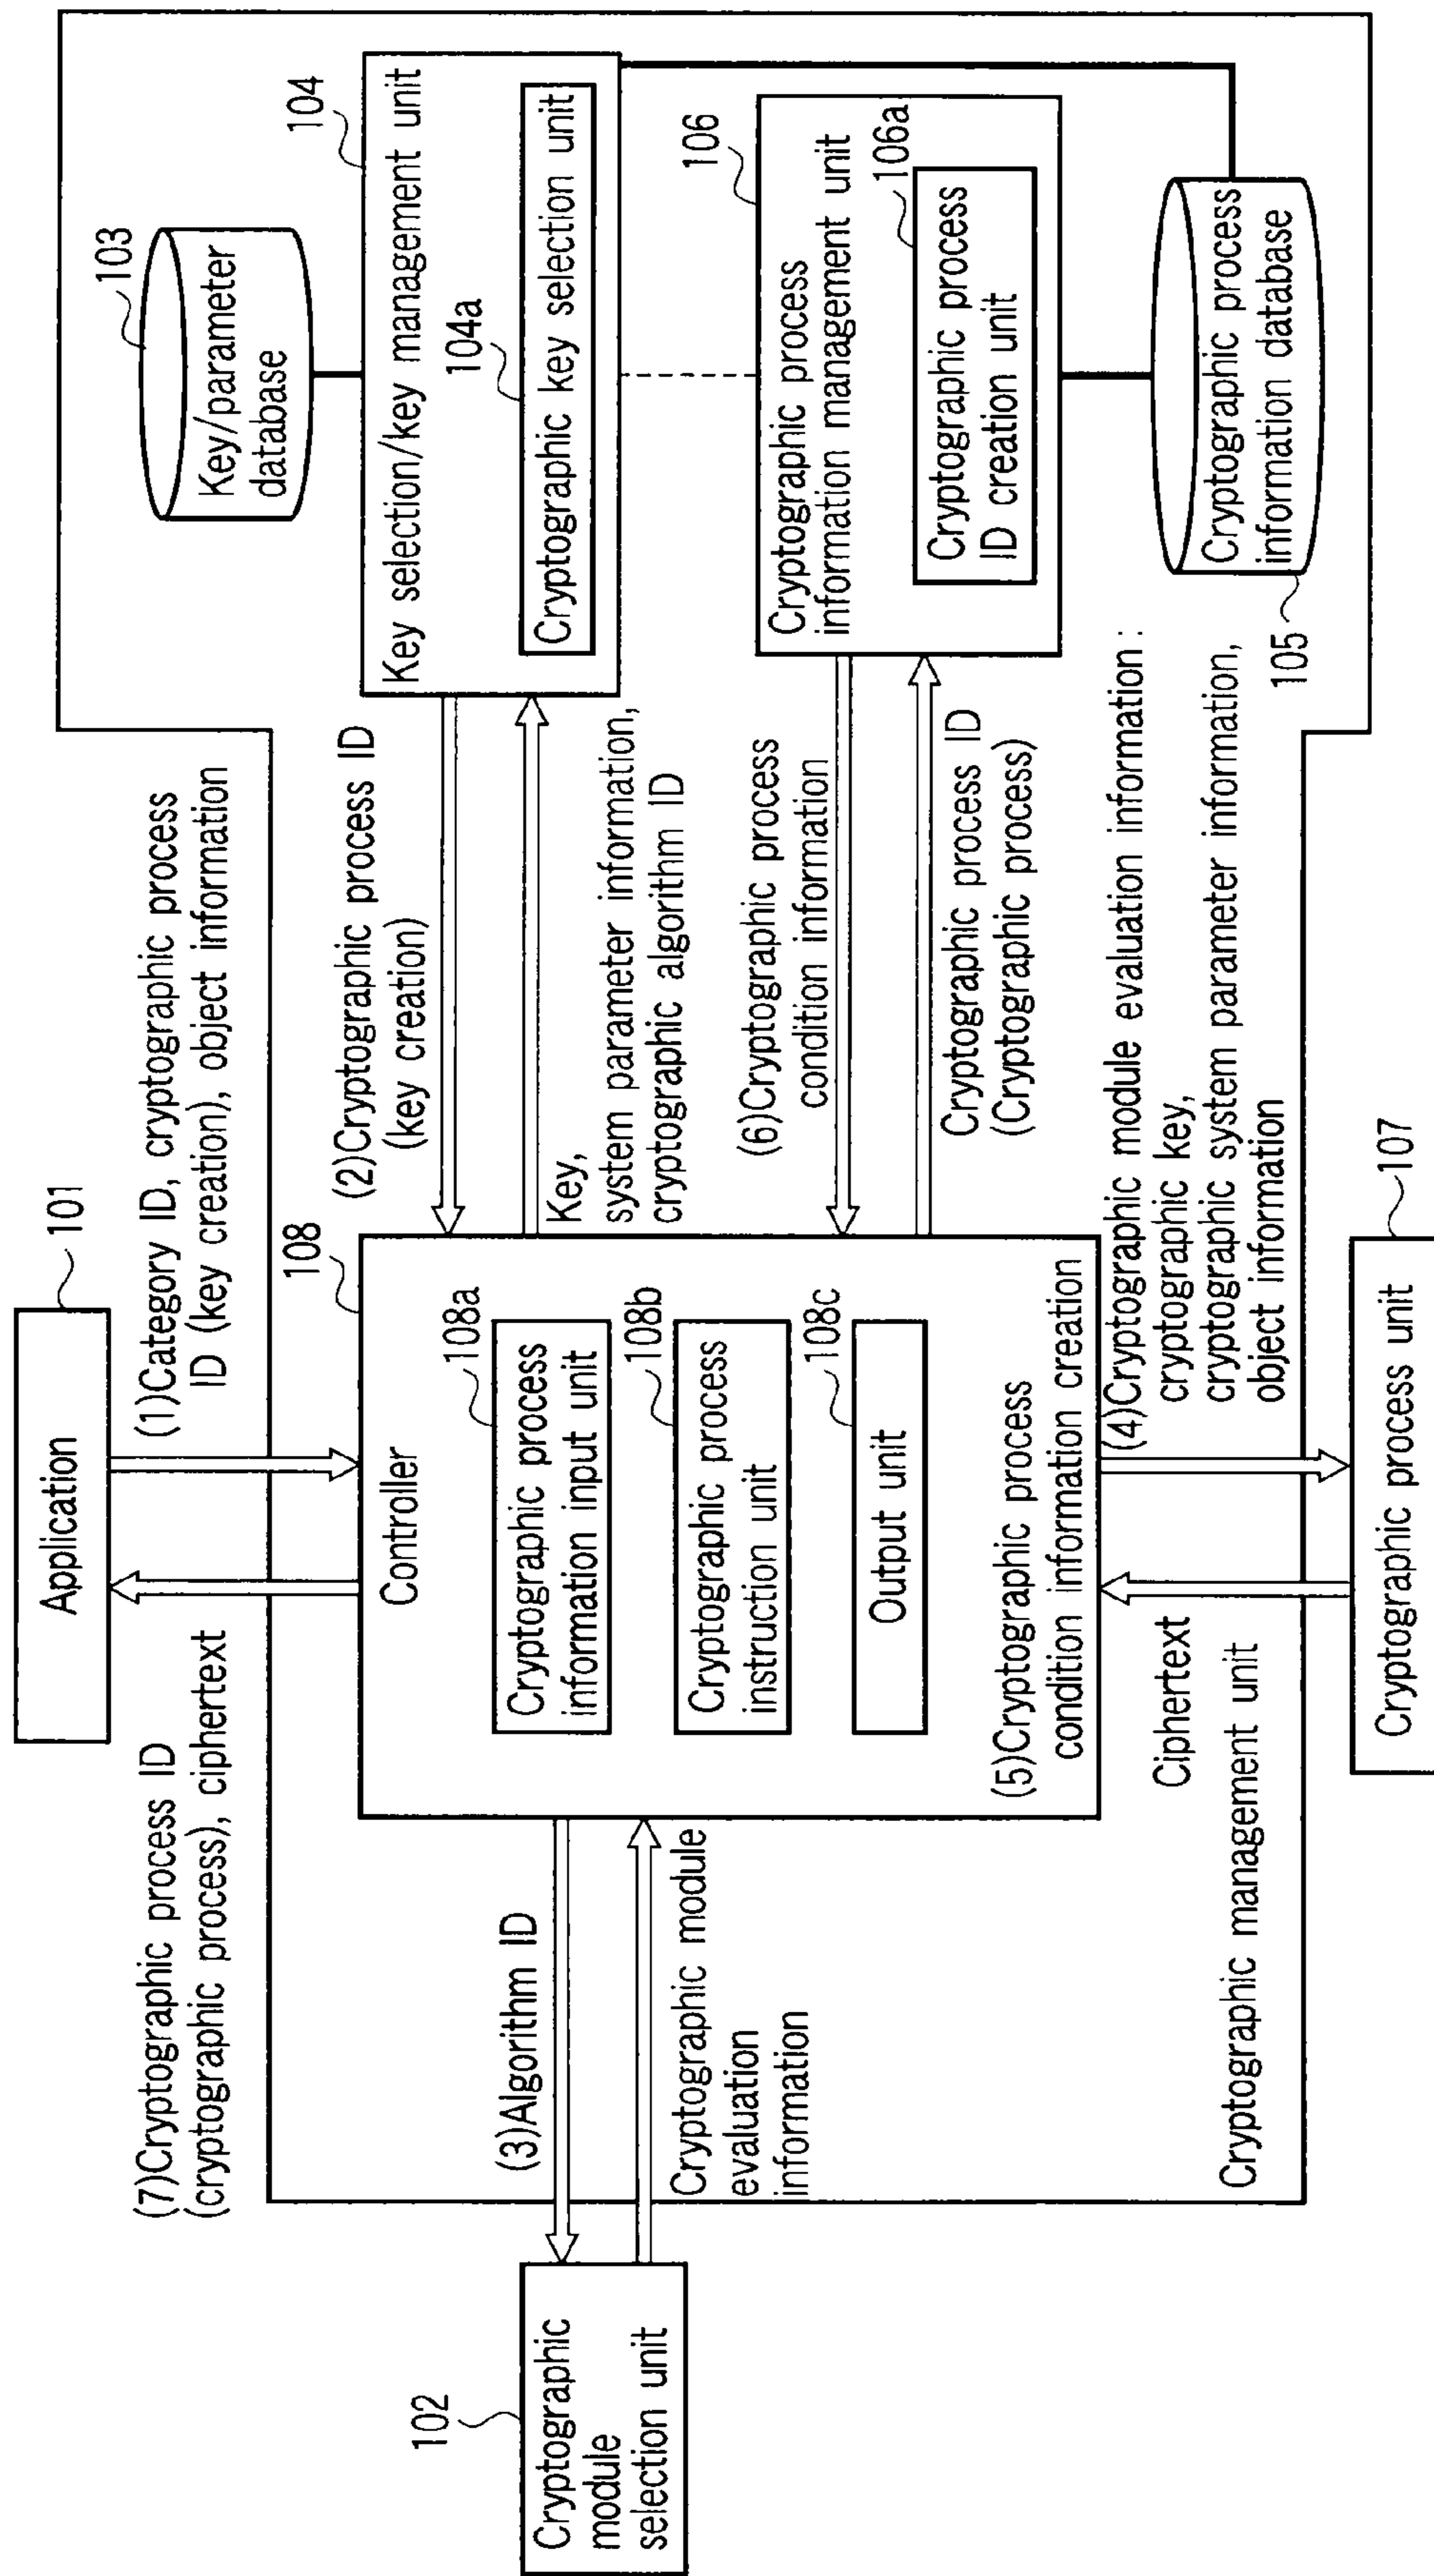 101
Application
(1)Category ID, cryptographic process
ID (key creation), object information
(7)Cryptographic process ID
(cryptographic process), ciphertext
102
Cryptographic
module
selection unit
(3)Algorithm ID
Cryptographic module
evaluation
information
108
Controller
108a
Cryptographic process
information input unit
108b
Cryptographic process
instruction unit
108c
Output unit
(5)Cryptographic process
condition information creation
(2)Cryptographic process ID
(key creation)
Key,
system parameter information,
cryptographic algorithm ID
103
Key/parameter
database
104
Key selection/key management unit
104a
Cryptographic key selection unit
(6)Cryptographic process
condition information
Cryptographic process ID
(Cryptographic process)
106
Cryptographic process
information management unit
106a
Cryptographic process
ID creation unit
Cryptographic process
information database
105
(4)Cryptographic module evaluation information :
cryptographic key,
cryptographic system parameter information,
object information
Ciphertext
Cryptographic management unit
107
Cryptographic process unit